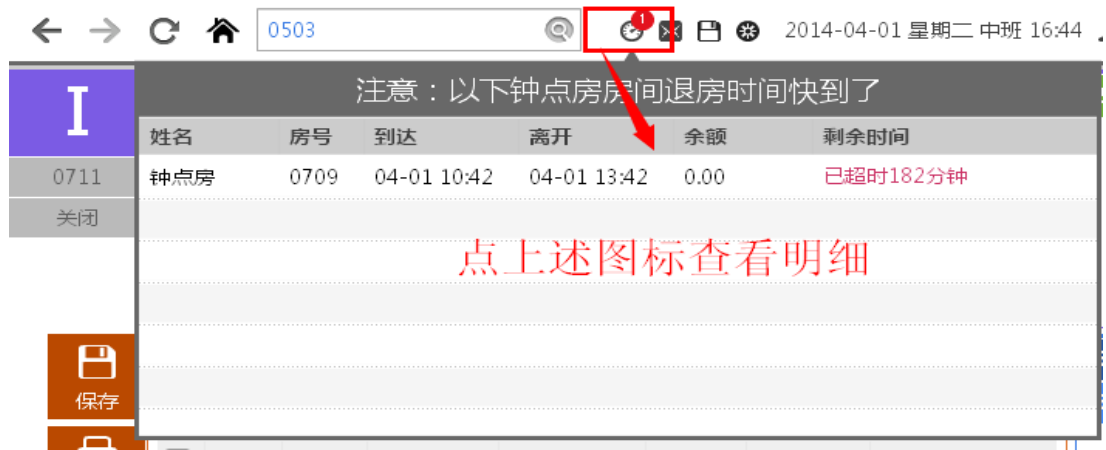 0503
1
2014-04-01 星期二 中班 16:44
I
注意：以下钟点房房间退房时间快到了
姓名 房号 到达 离开 余额 剩余时间
0711
钟点房 0709 04-01 10:42 04-01 13:42 0.00 已超时182分钟
关闭
点上述图标查看明细
保存